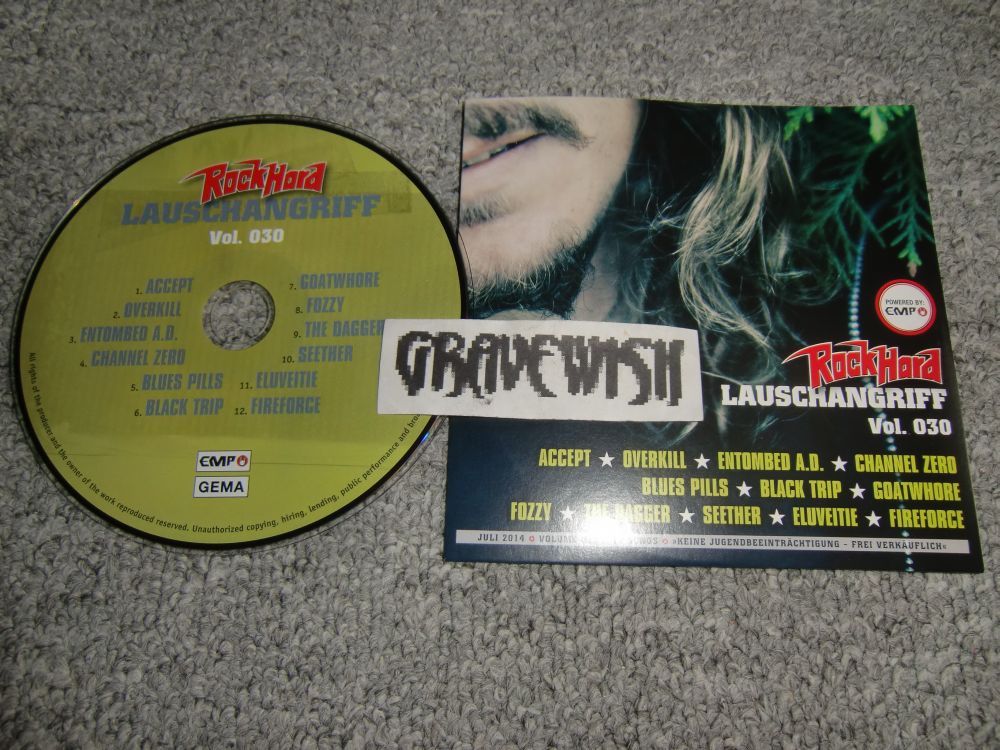 RockHard
LAUSCHANGRIFF
Vol. 030
1. ACCEPT
2. OVERKILL
3. ENTOMBED A.D.
4. CHANNEL ZERO
5. BLUES PILLS
6. BLACK TRIP
7. GOATWHORE
8. FOZZY
9. THE DAGGER
10. SEETHER
11. ELUVEITIE
12. FIREFORCE
EMP
GEMA
All rights of the producer and the owner of the work reproduced reserved. Unauthorized copying, hiring, lending, public performance and
GRAVEWISH
POWERED BY:
EMP
RockHard
LAUSCHANGRIFF
Vol. 030
ACCEPT ★ OVERKILL ★ ENTOMBED A.D. ★ CHANNEL ZERO
BLUES PILLS ★ BLACK TRIP ★ GOATWHORE
FOZZY ★ THE DAGGER ★ SEETHER ★ ELUVEITIE ★ FIREFORCE
JULI 2014 »KEINE JUGENDBEEINTRÄCHTIGUNG - FREI VERKÄUFLICH«